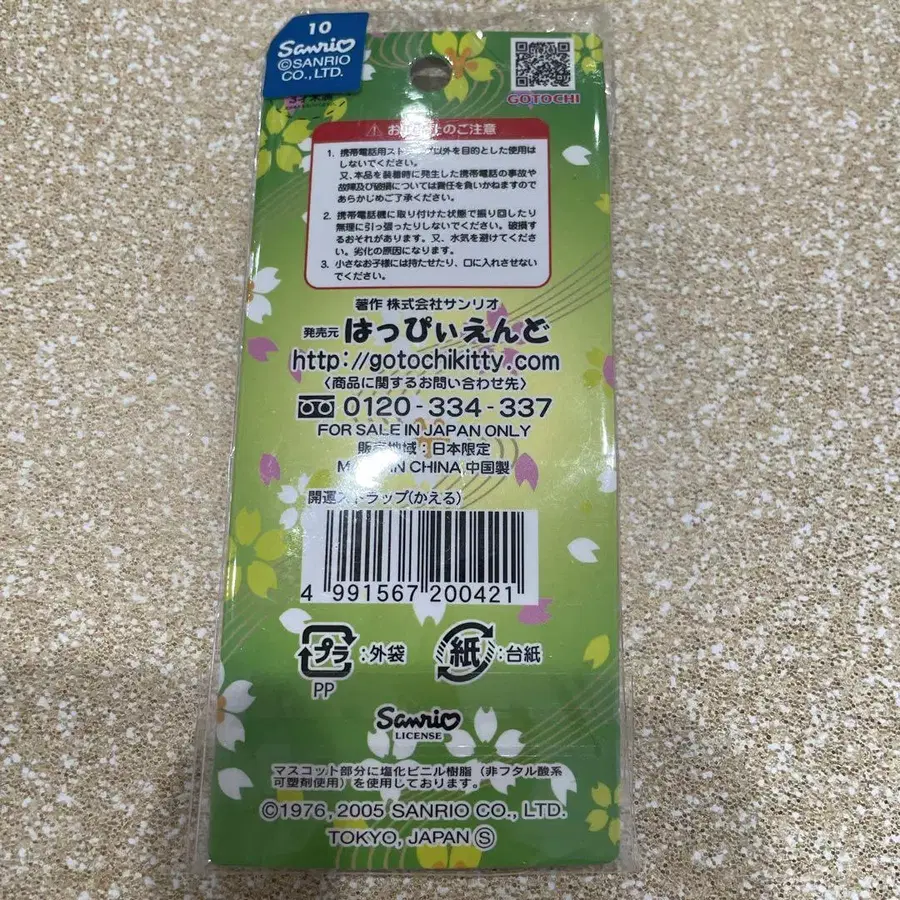 10
Sanrio
©SANRIO
CO., LTD.
GOTOCHI
のご注意
1. 携帯電話用ストラップ以外を目的とした使用は
しないでください。
又、本品を装着時に発生した携帯電話の事故や
故障及び破損については責任を負いかねますので
あらかじめご了承ください。
2. 携帯電話機に取り付けた状態で振り回したり
無理に引っ張ったりしないでください。破損す
るおそれがあります。又、水気を避けてくださ
い。劣化の原因になります。
3. 小さなお子様には持たせたり、口に入れさせない
でください。
著作 株式会社サンリオ
発売元 はっぴぃえんど
http://gotochikitty.com
〈商品に関するお問い合わせ先〉
0120-334-337
FOR SALE IN JAPAN ONLY
販売地域:日本限定
MADE IN CHINA 中国製
開運ストラップ(かえる)
4 991567 200421
プラ :外袋
紙 :台紙
PP
Sanrio
LICENSE
マスコット部分に塩化ビニル樹脂(非フタル酸系
可塑剤使用)を使用しております。
©1976, 2005 SANRIO CO., LTD.
TOKYO, JAPAN Ⓢ